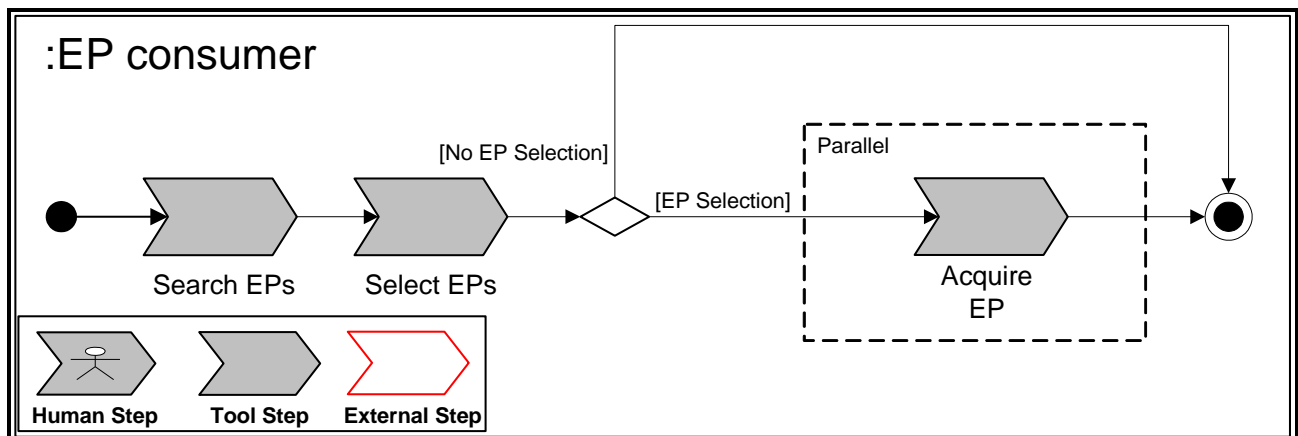 :EP consumer
[No EP Selection]
Parallel
[EP Selection]
Search EPs
Select EPs
Acquire
EP
Human Step
Tool Step
External Step